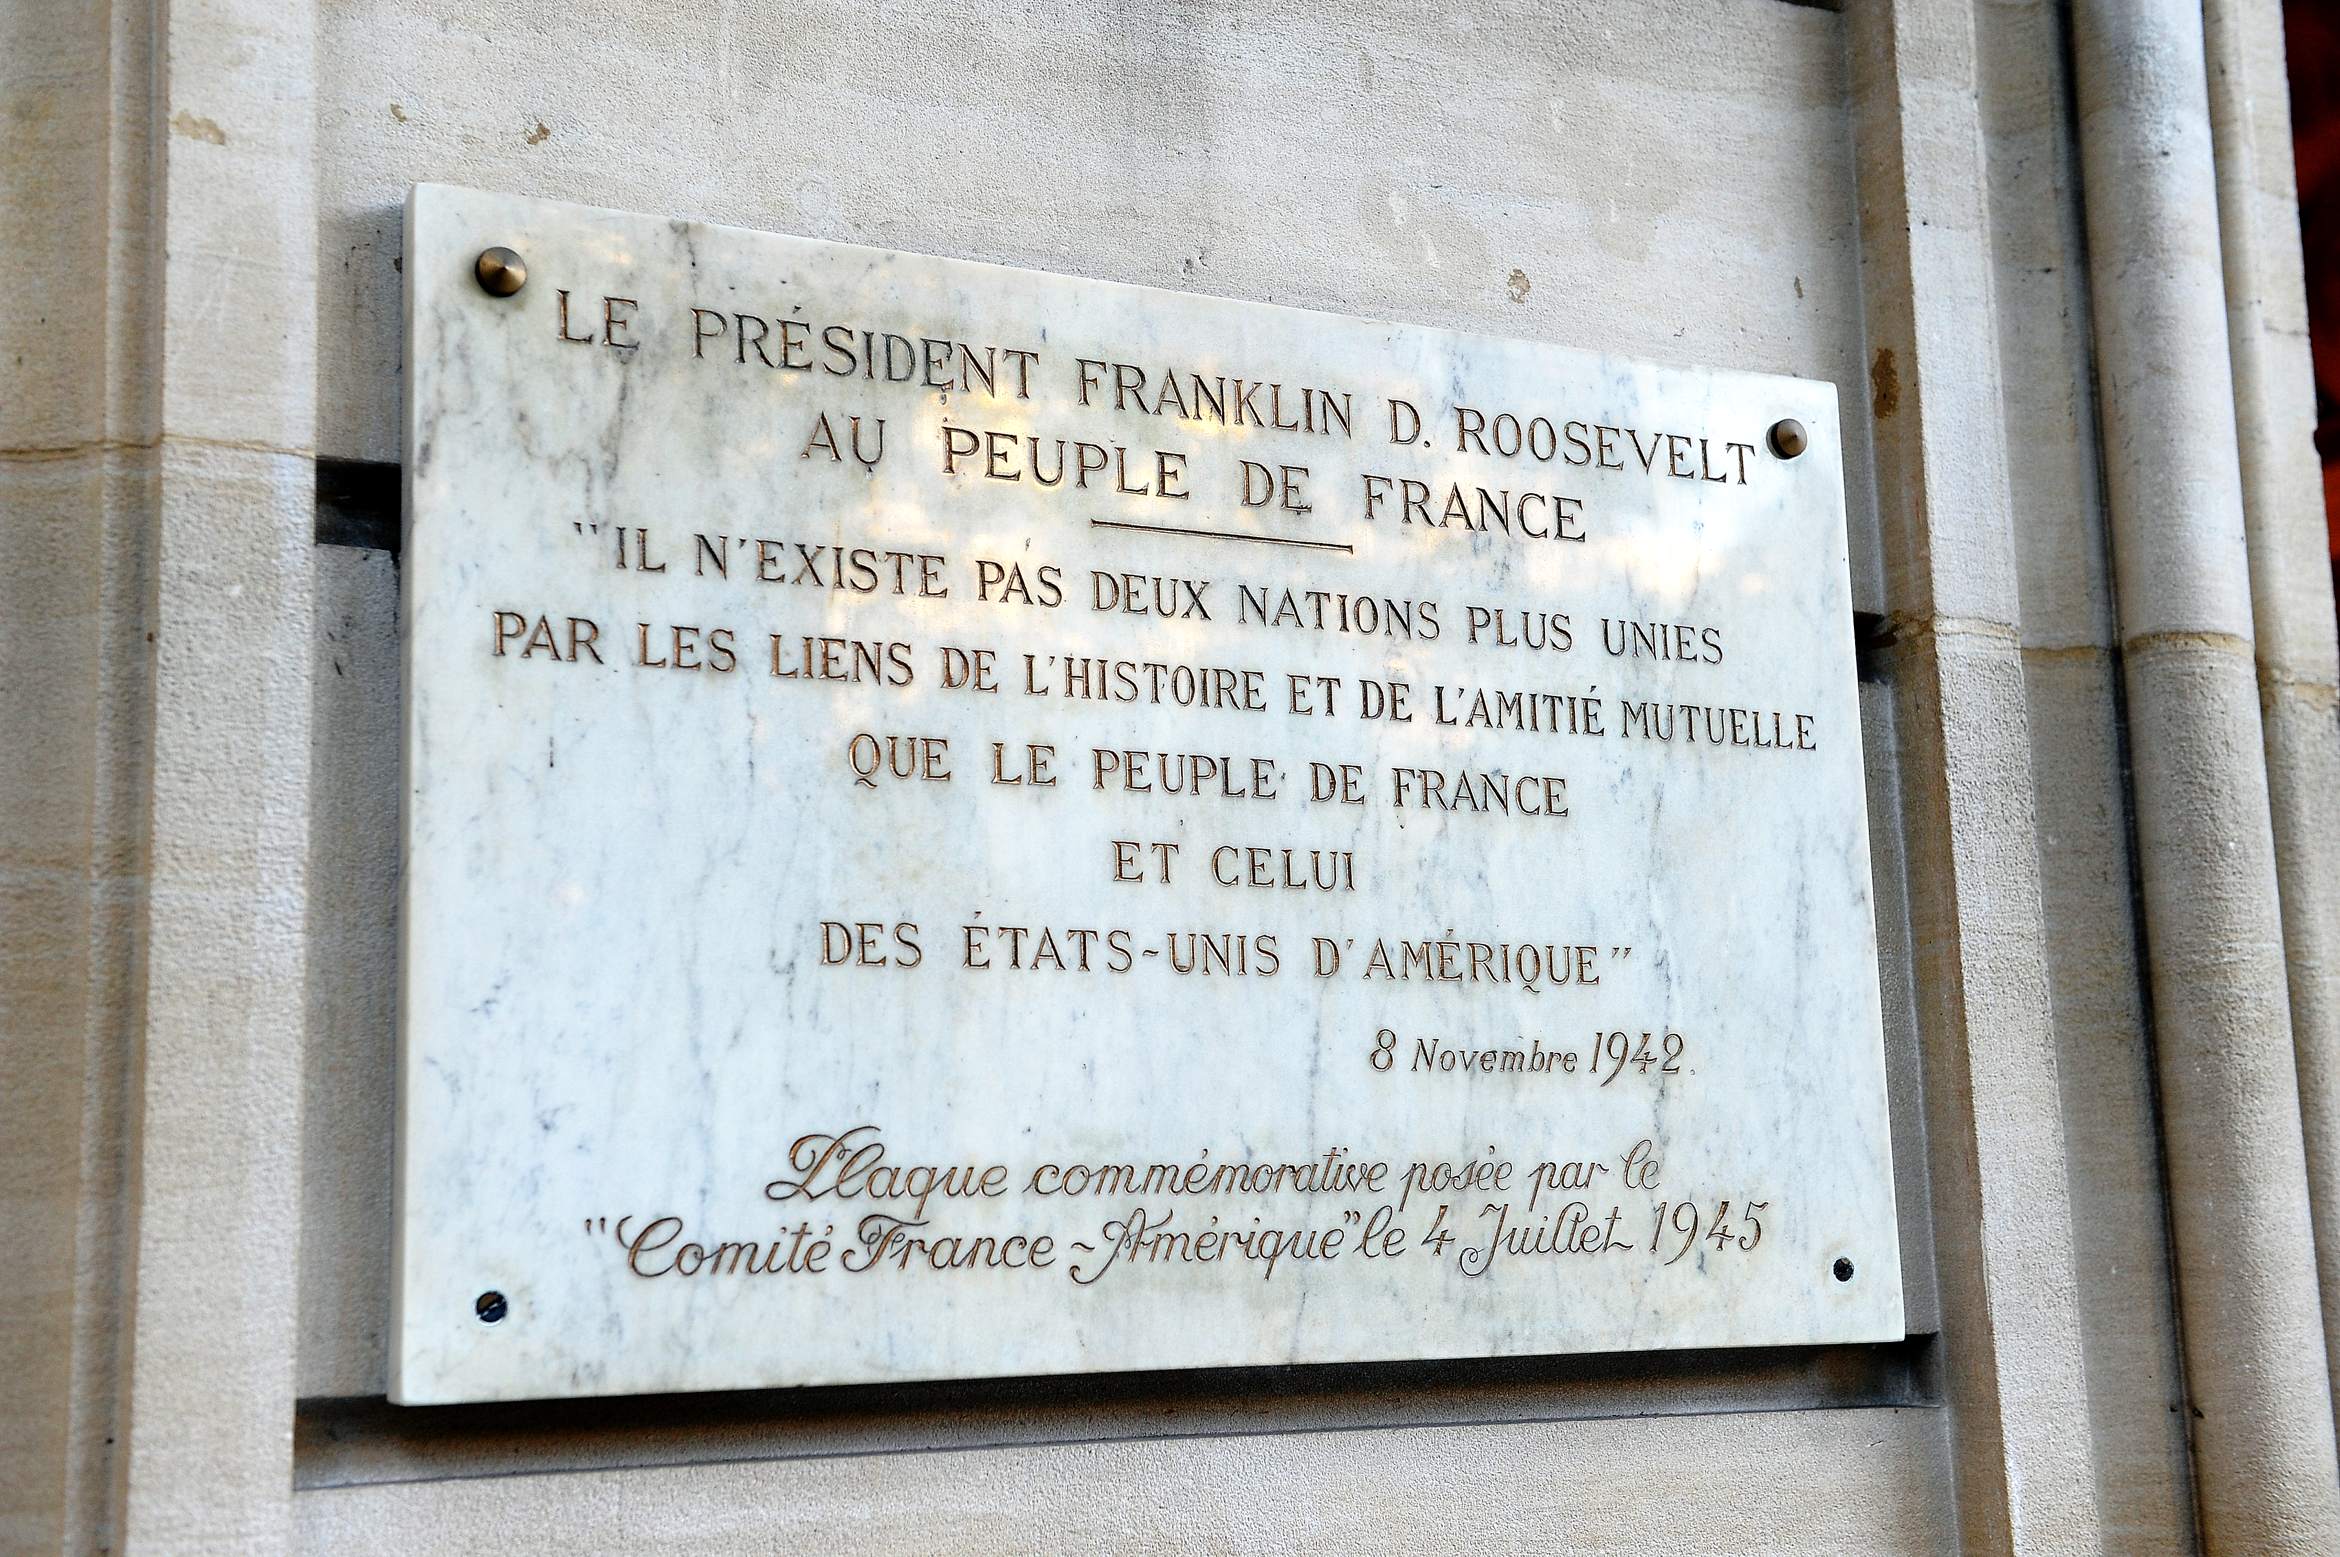 LE PRÉSIDENT FRANKLIN D. ROOSEVELT
AU PEUPLE DE FRANCE
"IL N'EXISTE PAS DEUX NATIONS PLUS UNIES
PAR LES LIENS DE L'HISTOIRE ET DE L'AMITIÉ MUTUELLE
QUE LE PEUPLE DE FRANCE
ET CELUI
DES ÉTATS-UNIS D'AMÉRIQUE"
8 Novembre 1942.
Plaque commémorative posée par le
"Comité France-Amérique" le 4 Juillet 1945